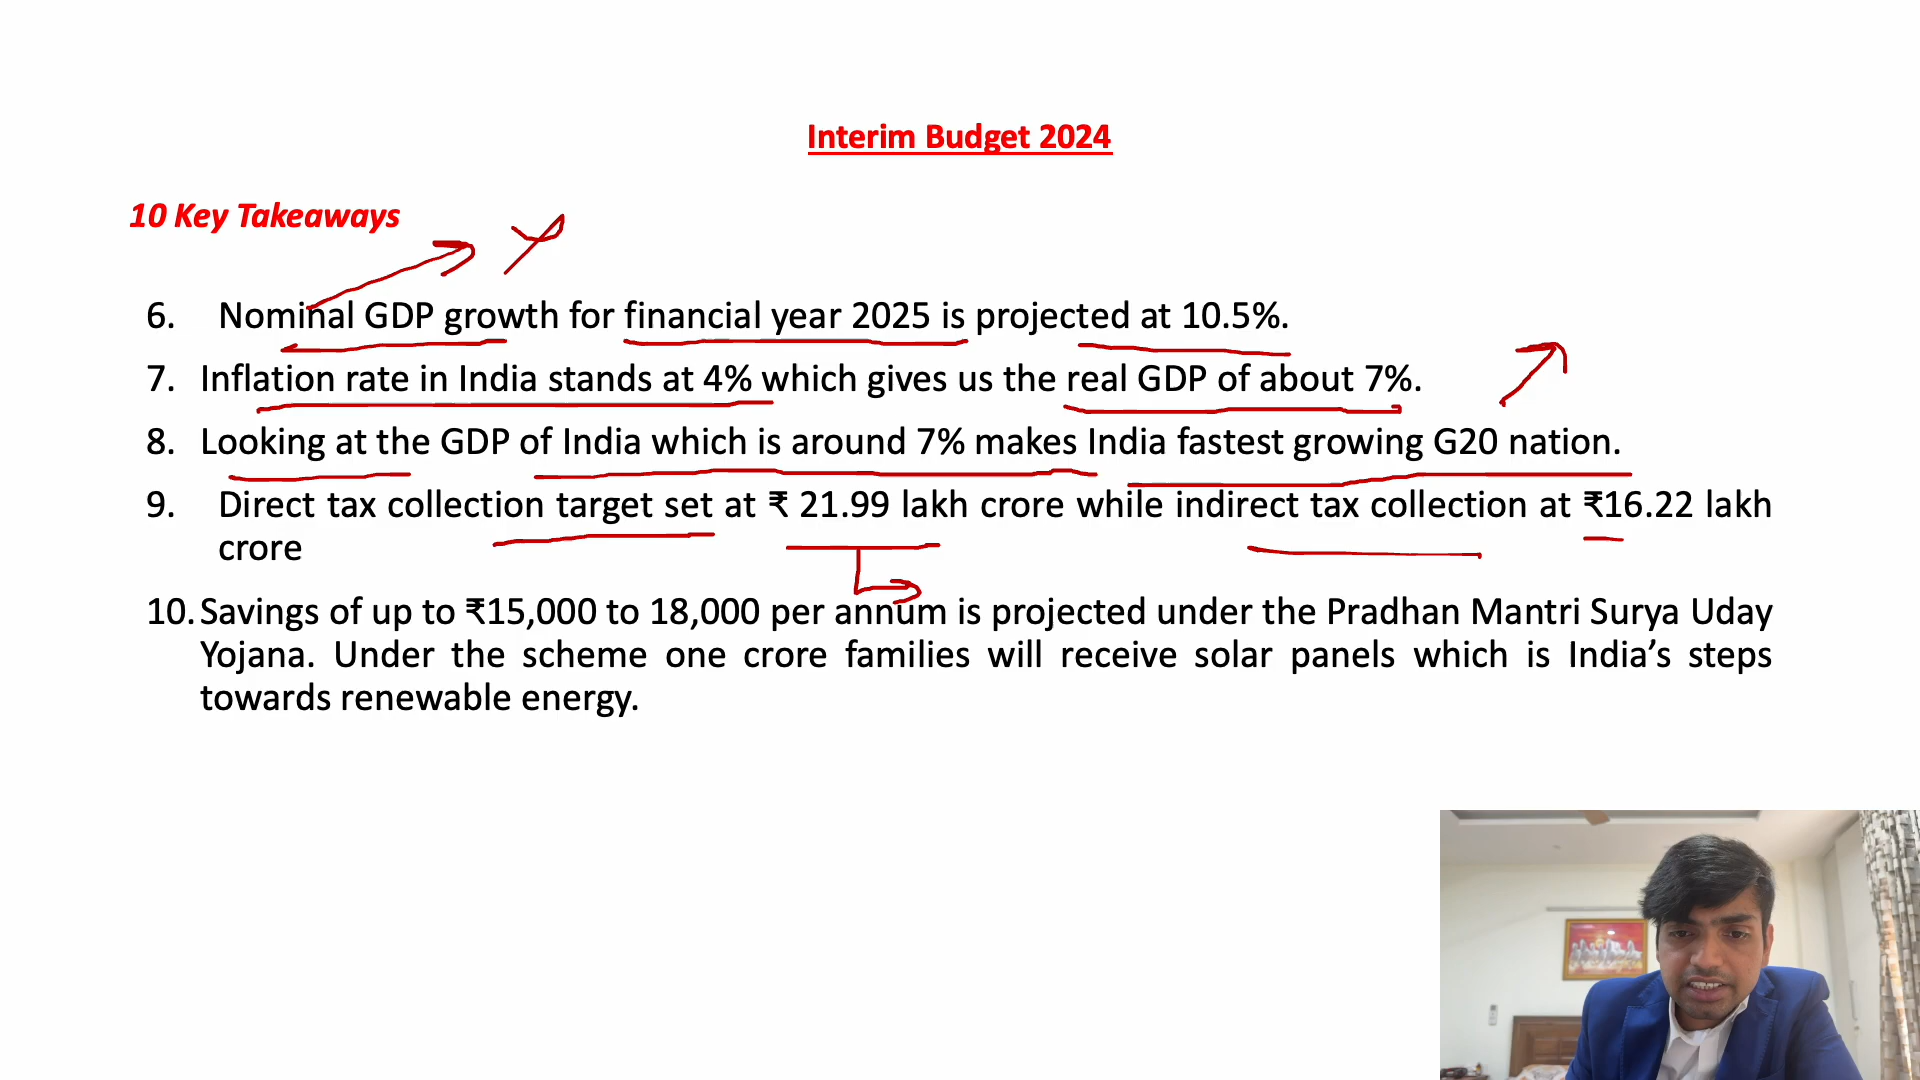 Interim Budget 2024
10 Key Takeaways
6. Nominal GDP growth for financial year 2025 is projected at 10.5%.
7. Inflation rate in India stands at 4% which gives us the real GDP of about 7%.
8. Looking at the GDP of India which is around 7% makes India fastest growing G20 nation.
9. Direct tax collection target set at ₹ 21.99 lakh crore while indirect tax collection at ₹16.22 lakh
crore
10. Savings of up to ₹15,000 to 18,000 per annum is projected under the Pradhan Mantri Surya Uday
Yojana. Under the scheme one crore families will receive solar panels which is India’s steps
towards renewable energy.